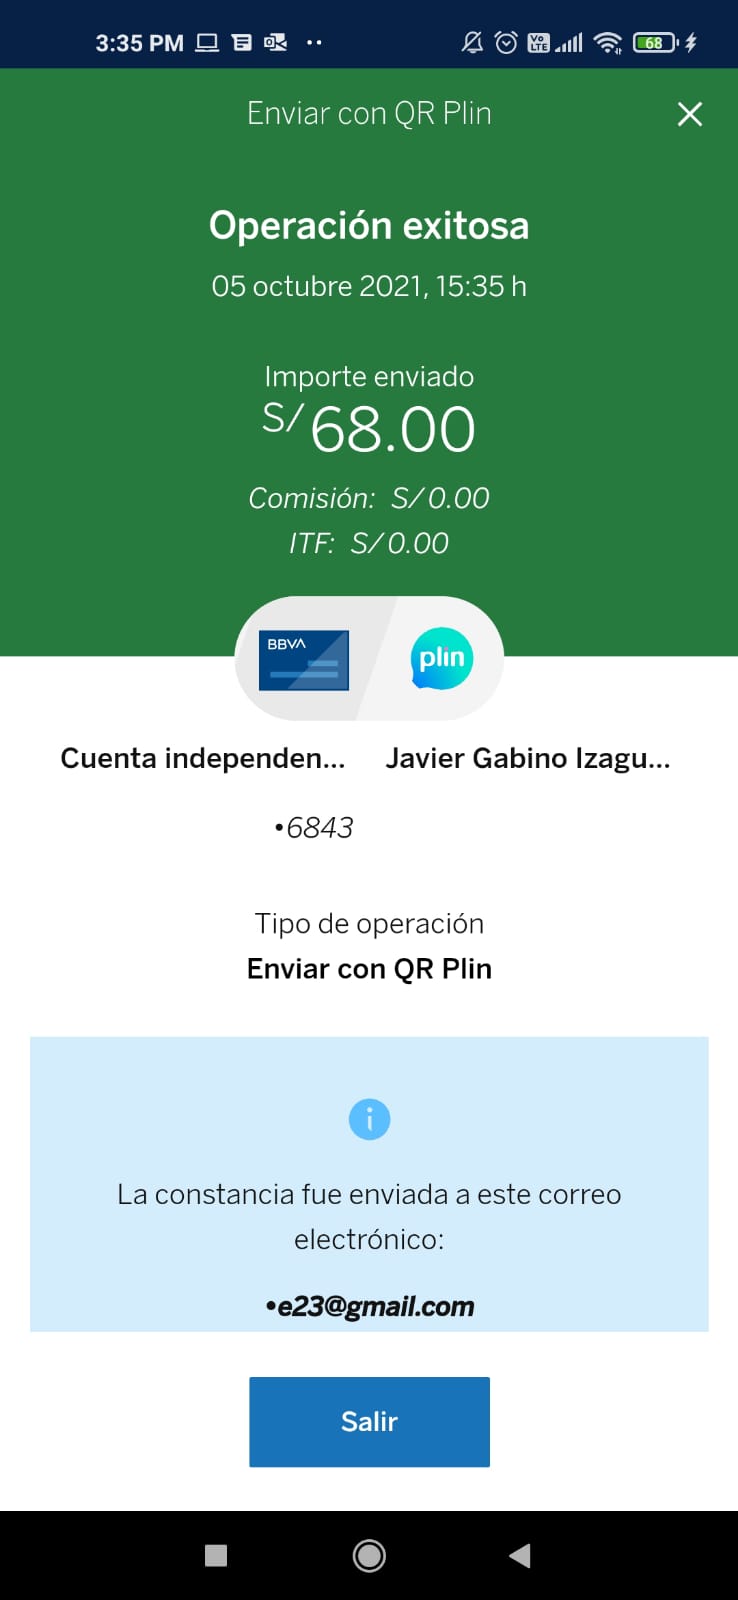 3:35 PM
68
Enviar con QR Plin
Operación exitosa
05 octubre 2021, 15:35 h
Importe enviado
S/ 68.00
Comisión: S/ 0.00
ITF: S/ 0.00
BBVA
plin
Cuenta independen...
Javier Gabino Izagu...
•6843
Tipo de operación
Enviar con QR Plin
La constancia fue enviada a este correo
electrónico:
•e23@gmail.com
Salir